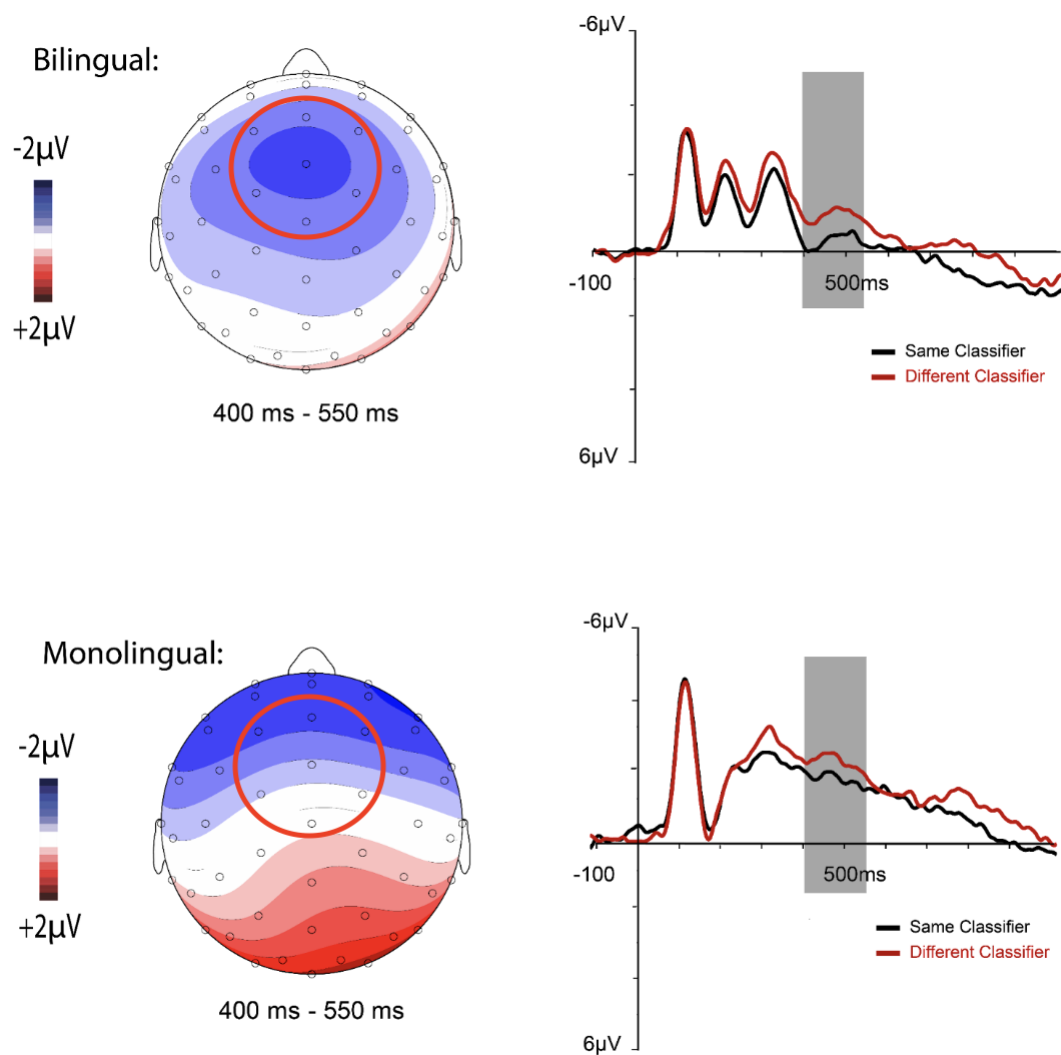 Bilingual:
-2µV
+2µV
400 ms - 550 ms
-6µV
-100
500ms
Same Classifier
Different Classifier
6µV
Monolingual:
-2µV
+2µV
400 ms - 550 ms
-6µV
-100
500ms
Same Classifier
Different Classifier
6µV